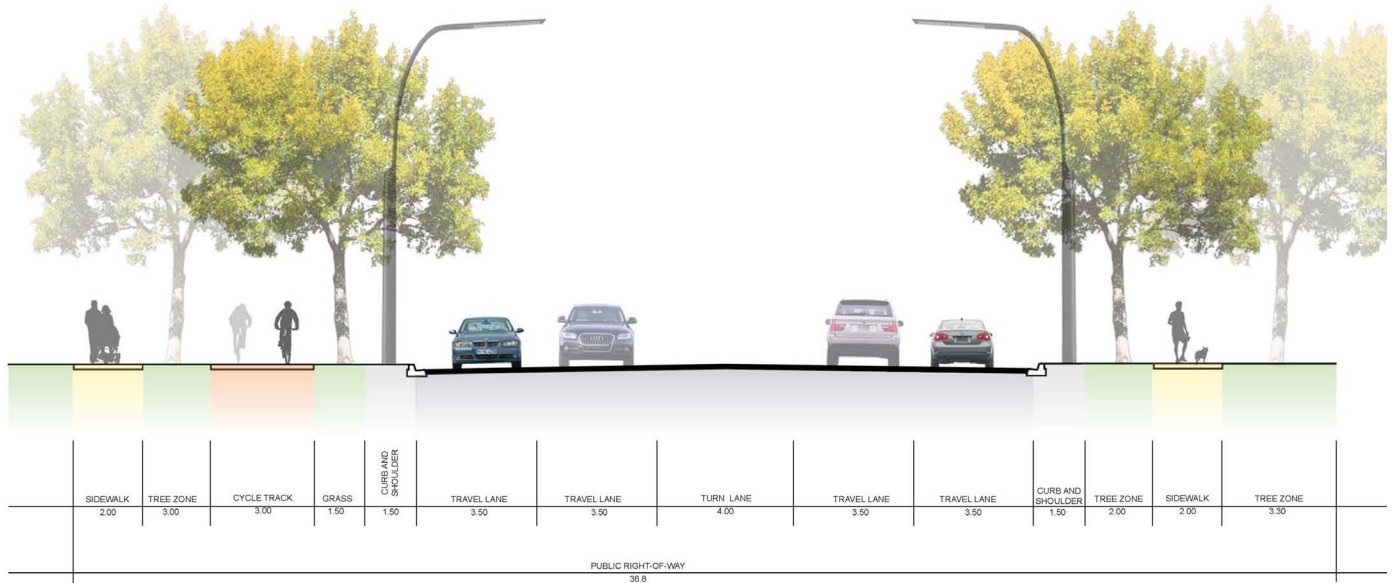 SIDEWALK
2.00
TREE ZONE
3.00
CYCLE TRACK
3.00
GRASS
1.50
CURB AND
SHOULDER
1.50
TRAVEL LANE
3.50
TRAVEL LANE
3.50
TURN LANE
4.00
TRAVEL LANE
3.50
TRAVEL LANE
3.50
CURB AND
SHOULDER
1.50
TREE ZONE
2.00
SIDEWALK
2.00
TREE ZONE
3.30
PUBLIC RIGHT-OF-WAY
36.8